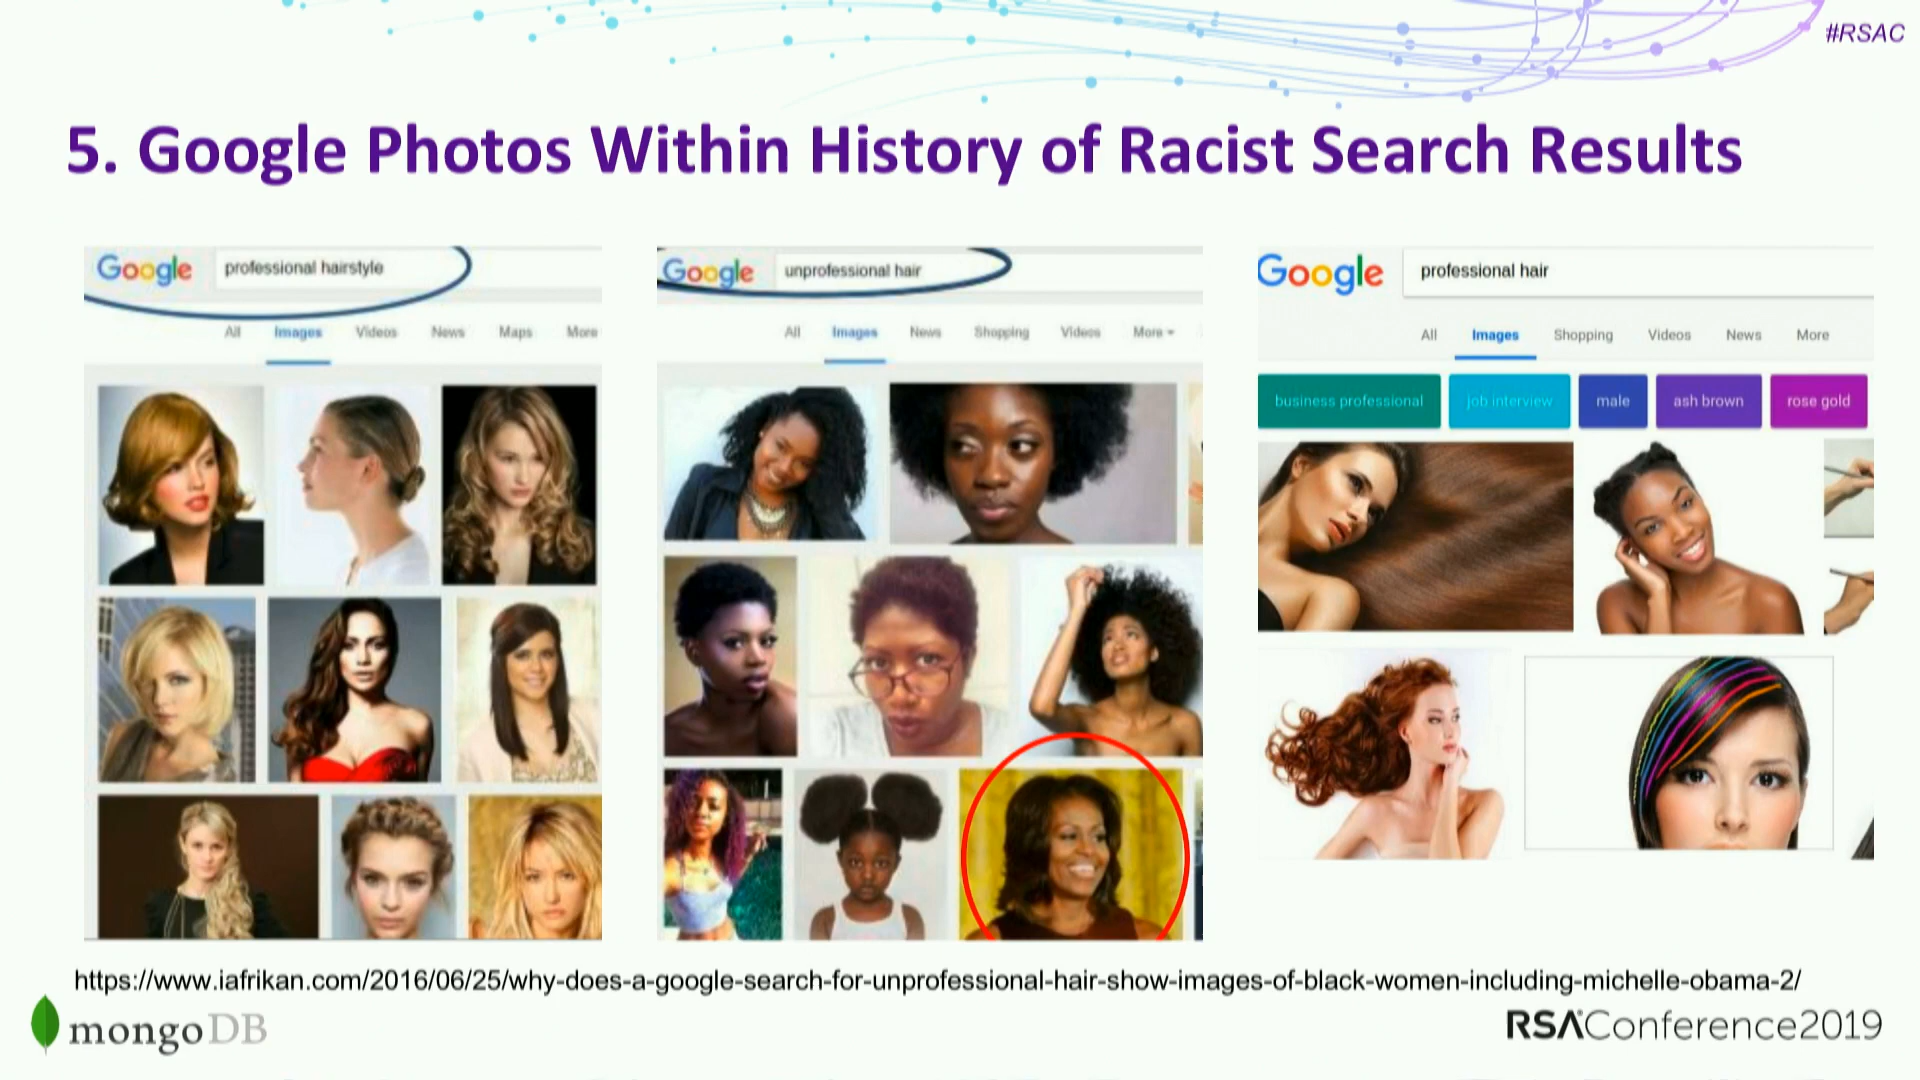 #RSAC
5. Google Photos Within History of Racist Search Results
Google professional hairstyle
All Images Videos News Maps More
Google unprofessional hair
All Images News Shopping Videos More
Google professional hair
All Images Shopping Videos News More
business professional job interview male ash brown rose gold
https://www.iafrikan.com/2016/06/25/why-does-a-google-search-for-unprofessional-hair-show-images-of-black-women-including-michelle-obama-2/
mongoDB
RSAConference2019